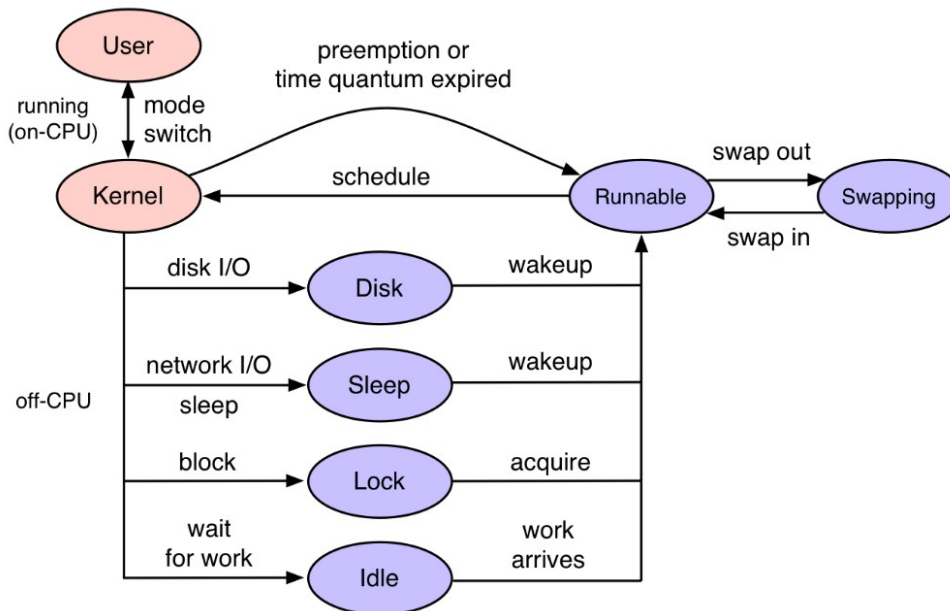 User
preemption or
time quantum expired
running
(on-CPU)
mode
switch
swap out
Kernel
schedule
Runnable
Swapping
swap in
disk I/O
Disk
wakeup
network I/O
sleep
Sleep
wakeup
off-CPU
block
Lock
acquire
wait
for work
Idle
work
arrives